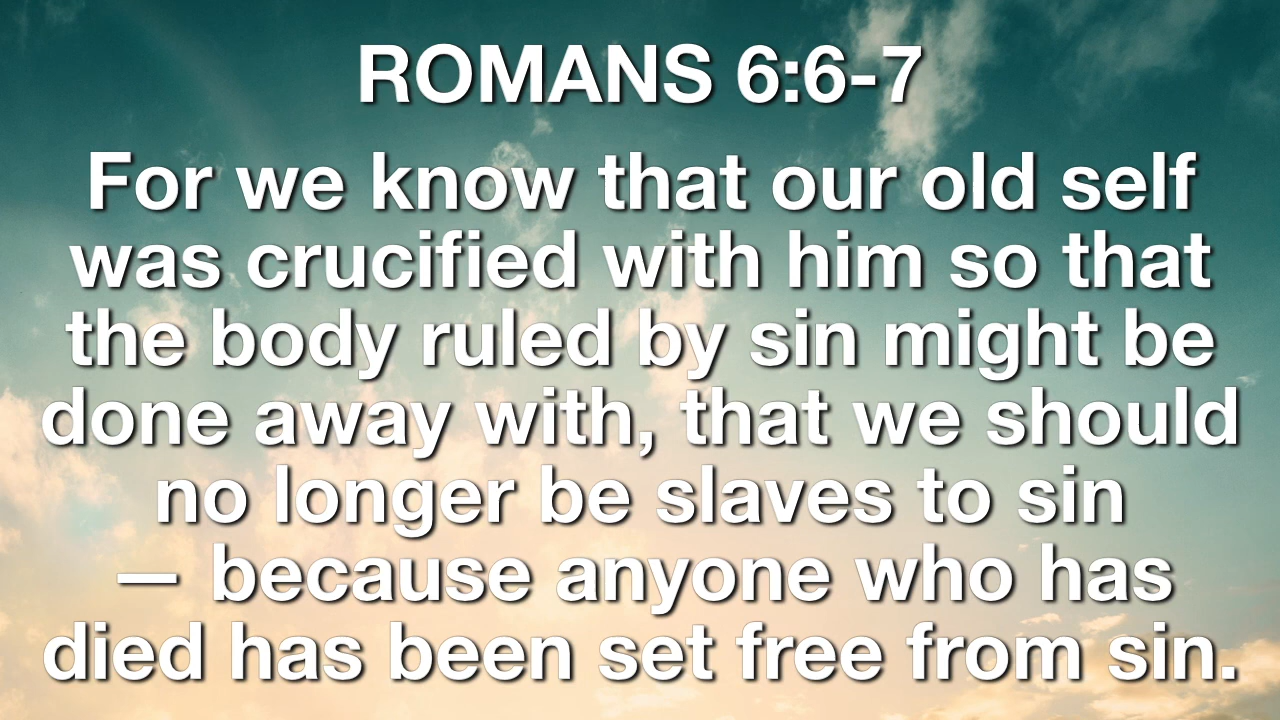 ROMANS 6:6-7
For we know that our old self
was crucified with him so that
the body ruled by sin might be
done away with, that we should
no longer be slaves to sin
— because anyone who has
died has been set free from sin.